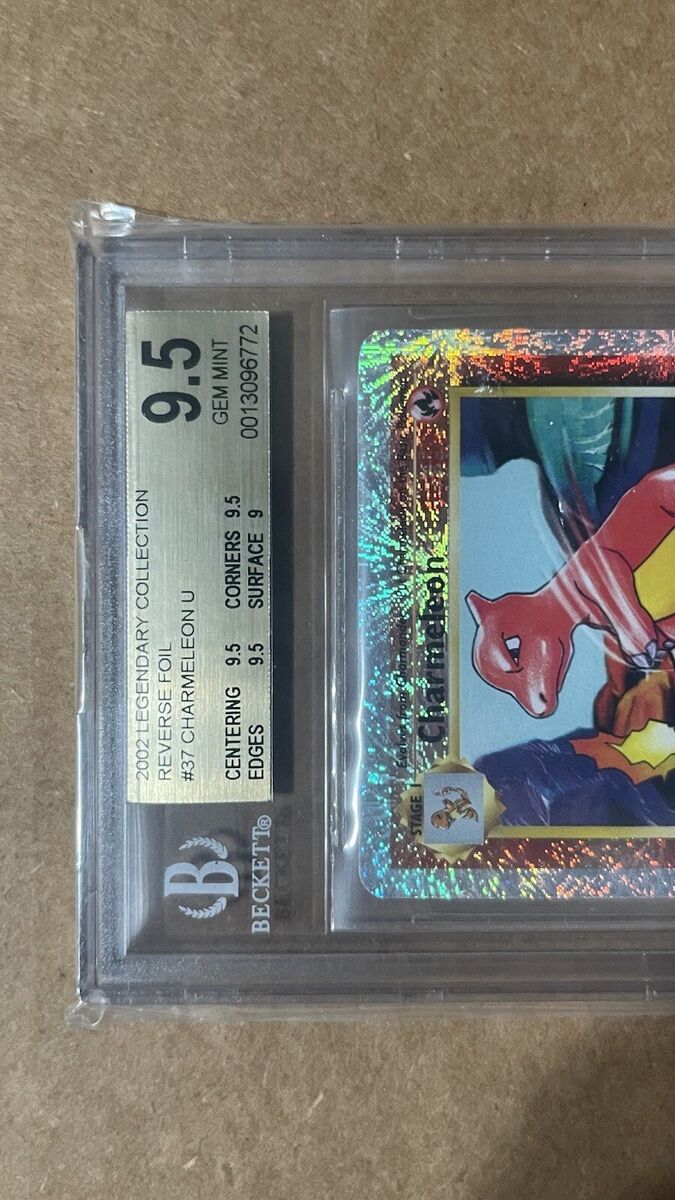 2002 LEGENDARY COLLECTION
REVERSE FOIL
#37 CHARMELEON U
9.5
GEM MINT
0013096772
CENTERING 9.5 CORNERS 9.5
EDGES 9.5 SURFACE 9
B
BECKETT®
STAGE 1
Charmeleon